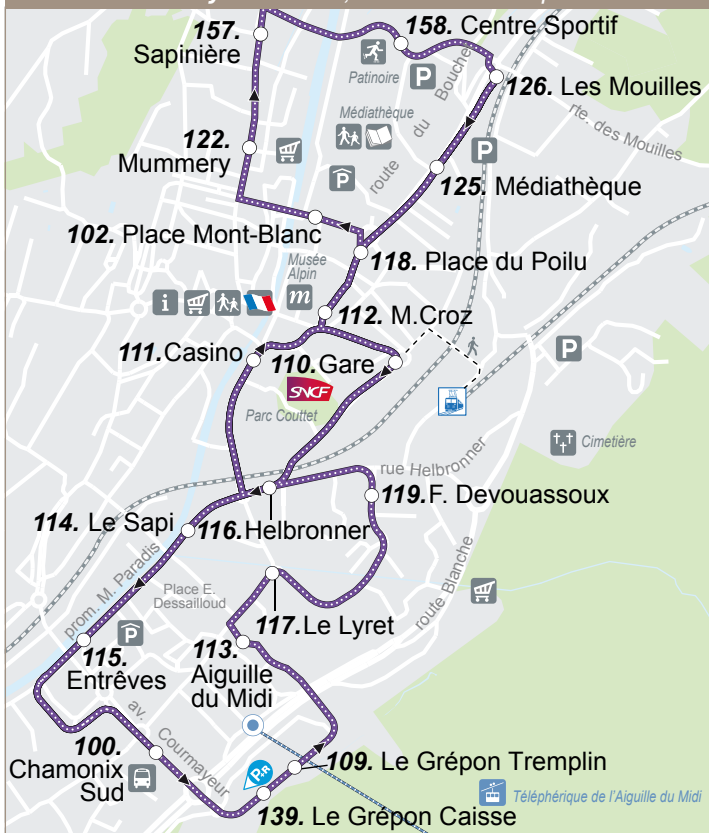 157.
Sapinière
158. Centre Sportif
Patinoire
P
126. Les Mouilles
route du Bouchet
rte. des Mouilles
Médiathèque
122.
Mummery
P
P
125. Médiathèque
102. Place Mont-Blanc
118. Place du Poilu
Musée
Alpin
m
i
112. M.Croz
111.Casino
110.Gare
P
SNCF
Parc Couttet
Cimetière
rue Helbronner
119.F. Devouassoux
114. Le Sapi
116.Helbronner
prom. M. Paradis
Place E.
Dessailloud
route Blanche
117.Le Lyret
P
115.
Entrêves
113.
Aiguille
du Midi
av. Courmayeur
100.
Chamonix
Sud
P+R
109. Le Grépon Tremplin
Téléphérique de l'Aiguille du Midi
139. Le Grépon Caisse